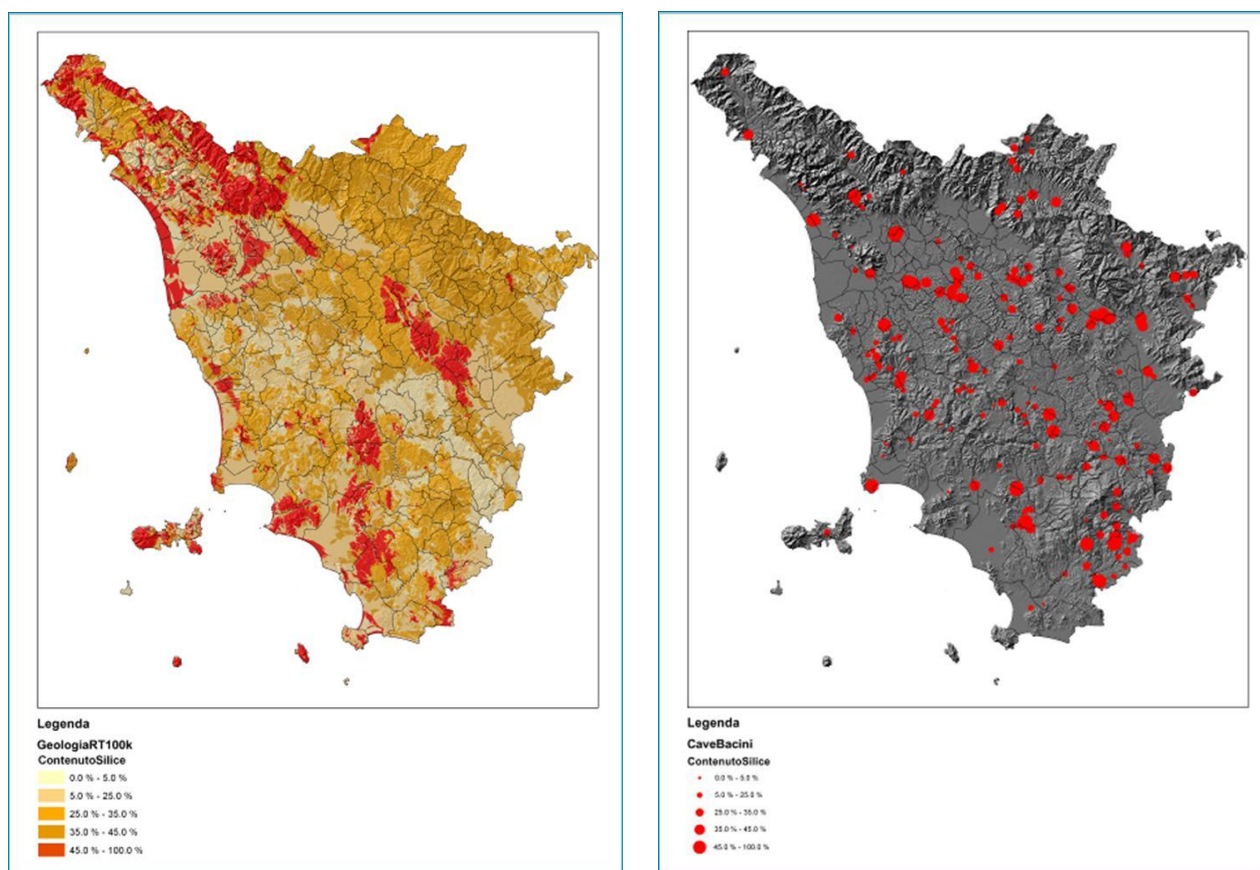 Legenda
GeologiaRT100k
ContenutoSilice
0.0 % - 5.0 %
5.0 % - 25.0 %
25.0 % - 35.0 %
35.0 % - 45.0 %
45.0 % - 100.0 %
Legenda
CaveBacini
ContenutoSilice
0.0 % - 5.0 %
5.0 % - 25.0 %
25.0 % - 35.0 %
35.0 % - 45.0 %
45.0 % - 100.0 %